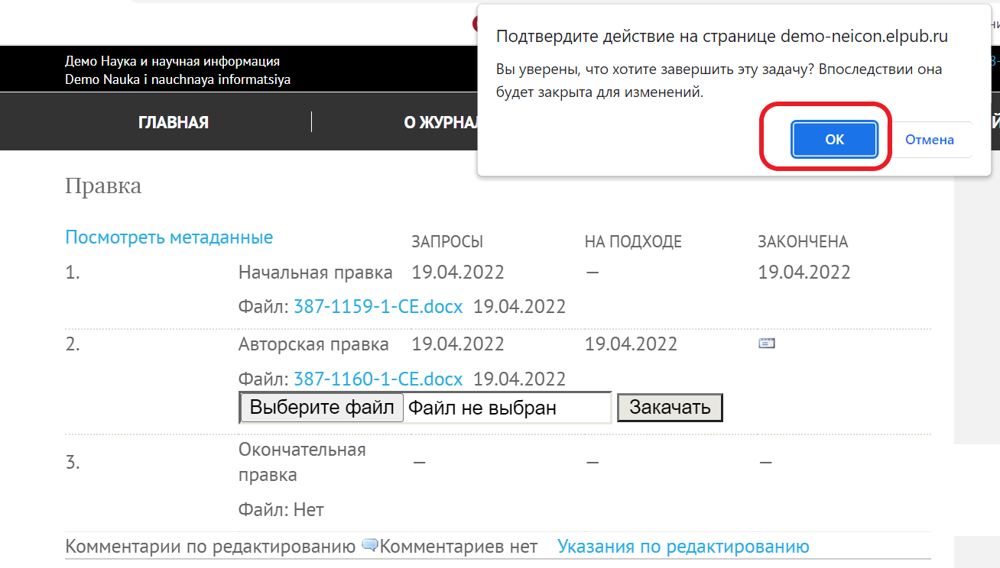 Подтвердите действие на странице demo-neicon.elpub.ru
Вы уверены, что хотите завершить эту задачу? Впоследствии она
будет закрыта для изменений.
ОК Отмена
Демо Наука и научная информация
Demo Nauka i nauchnaya informatsiya
ГЛАВНАЯ О ЖУРНАЛ
Правка
Посмотреть метаданные ЗАПРОСЫ НА ПОДХОДЕ ЗАКОНЧЕНА
1. Начальная правка 19.04.2022 — 19.04.2022
Файл: 387-1159-1-CE.docx 19.04.2022
2. Авторская правка 19.04.2022 19.04.2022
Файл: 387-1160-1-CE.docx 19.04.2022
Выберите файл Файл не выбран Закачать
3. Окончательная правка — — —
Файл: Нет
Комментарии по редактированию Комментариев нет Указания по редактированию